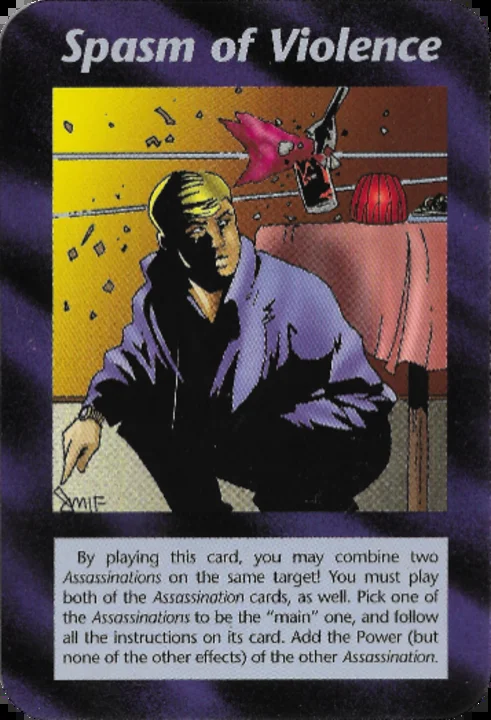 Spasm of Violence
JMIF
By playing this card, you may combine two
Assassinations on the same target! You must play
both of the Assassination cards, as well. Pick one of
the Assassinations to be the “main” one, and follow
all the instructions on its card. Add the Power (but
none of the other effects) of the other Assassination.